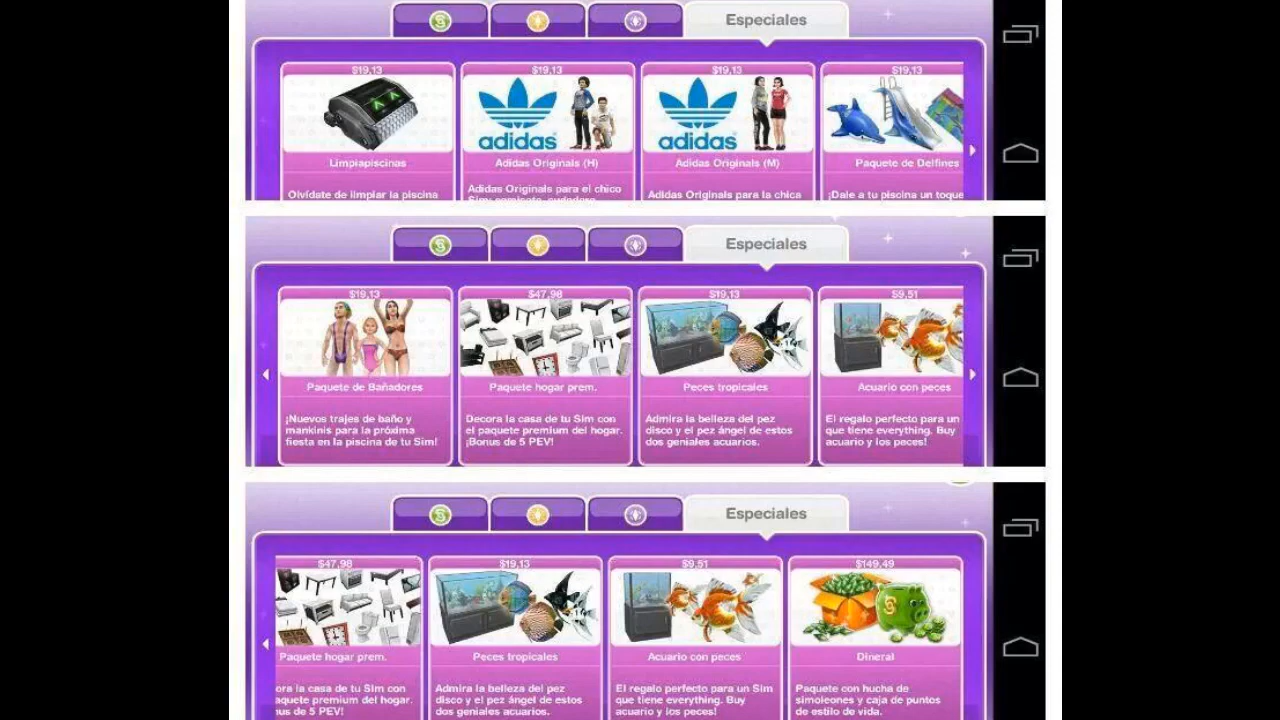 Especiales
$19,13
$19,13
$19,13
$19,13
adidas
adidas
Limpiapiscinas
Adidas Originals (H)
Adidas Originals (M)
Paquete de Delfines
Olvídate de limpiar la piscina
Adidas Originals para el chico
Adidas Originals para la chica
¡Dale a tu piscina un toque
Especiales
$19,13
$47,98
$19,13
$9,51
Paquete de Bañadores
Paquete hogar prem.
Peces tropicales
Acuario con peces
¡Nuevos trajes de baño y
mankinis para la próxima
fiesta en la piscina de tu Sim!
Decora la casa de tu Sim con
el paquete premium del hogar.
¡Bonus de 5 PEV!
Admira la belleza del pez
disco y el pez ángel de estos
dos geniales acuarios.
El regalo perfecto para un
que tiene everything. Buy
acuario y los peces!
Especiales
$47,98
$19,13
$9,51
$149,49
Paquete hogar prem.
Peces tropicales
Acuario con peces
Dineral
ora la casa de tu Sim con
aquete premium del hogar.
nus de 5 PEV!
Admira la belleza del pez
disco y el pez ángel de estos
dos geniales acuarios.
El regalo perfecto para un Sim
que tiene everything. Buy
acuario y los peces!
Paquete con hucha de
simoleones y caja de puntos
de estilo de vida.